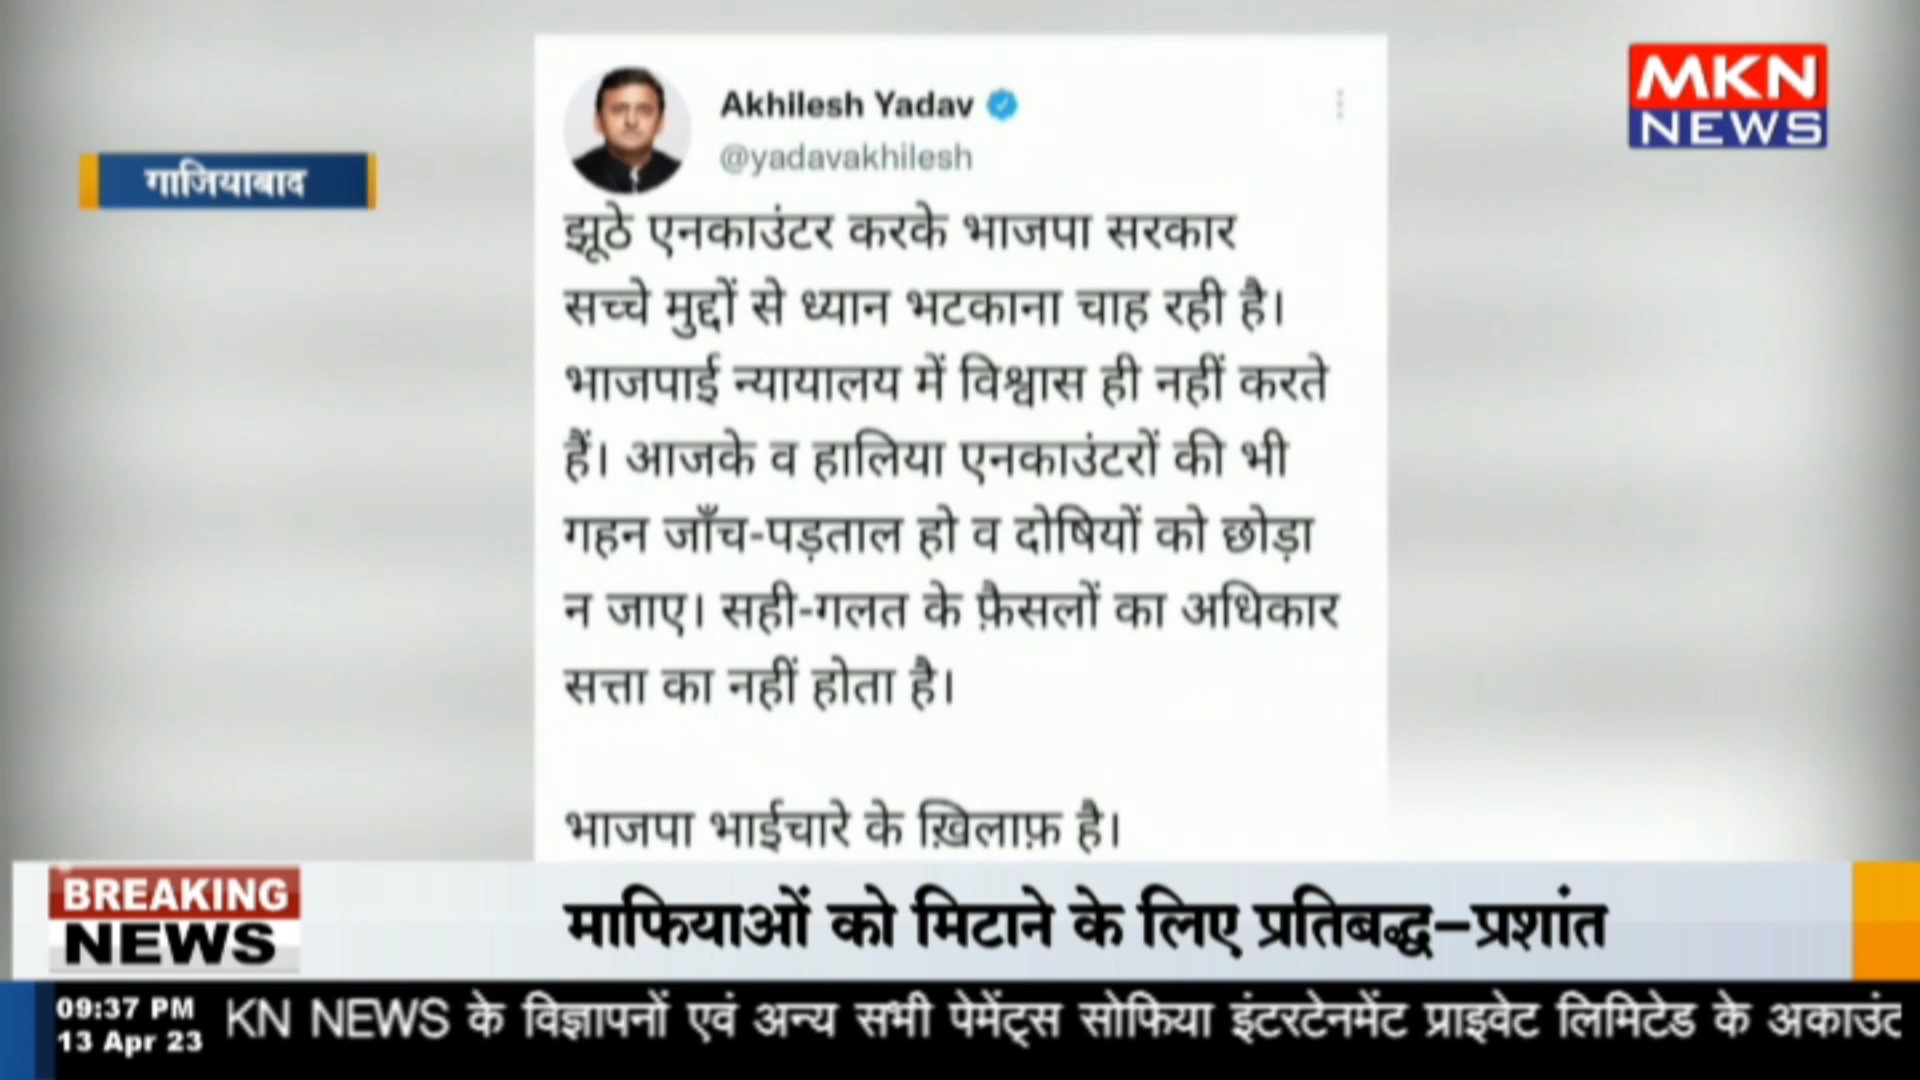 MKN
NEWS
गाजियाबाद
Akhilesh Yadav
@yadavakhilesh
झूठे एनकाउंटर करके भाजपा सरकार
सच्चे मुद्दों से ध्यान भटकाना चाह रही है।
भाजपाई न्यायालय में विश्वास ही नहीं करते
हैं। आजके व हालिया एनकाउंटरों की भी
गहन जाँच-पड़ताल हो व दोषियों को छोड़ा
न जाए। सही-गलत के फ़ैसलों का अधिकार
सत्ता का नहीं होता है।
भाजपा भाईचारे के ख़िलाफ़ है।
BREAKING
NEWS
माफियाओं को मिटाने के लिए प्रतिबद्ध–प्रशांत
09:37 PM
13 Apr 23
KN NEWS के विज्ञापनों एवं अन्य सभी पेमेंट्स सोफिया इंटरटेनमेंट प्राइवेट लिमिटेड के अकाउंट